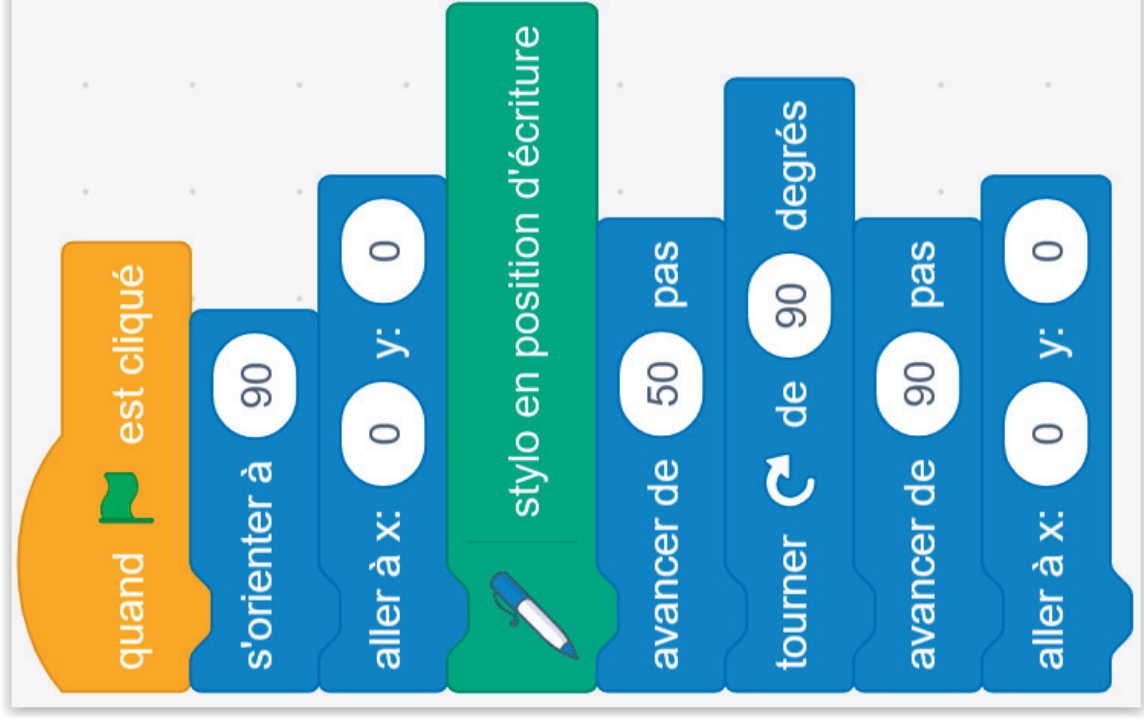 quand est cliqué
s'orienter à 90
aller à x: 0 y: 0
stylo en position d'écriture
avancer de 50 pas
tourner de 90 degrés
avancer de 90 pas
aller à x: 0 y: 0